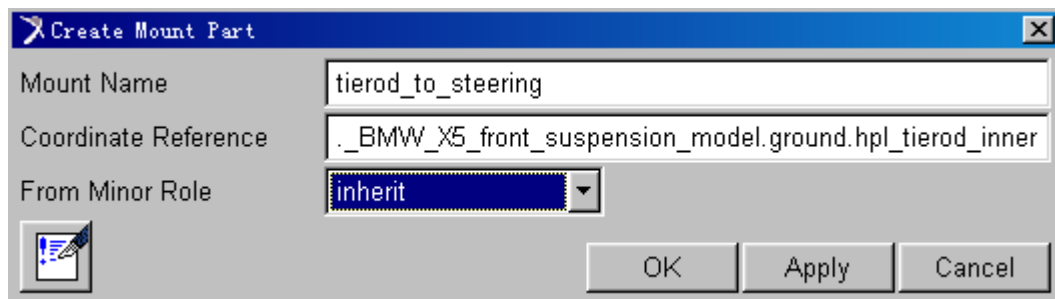 Create Mount Part
Mount Name tierod_to_steering
Coordinate Reference ._BMW_X5_front_suspension_model.ground.hpl_tierod_inner
From Minor Role inherit
OK Apply Cancel